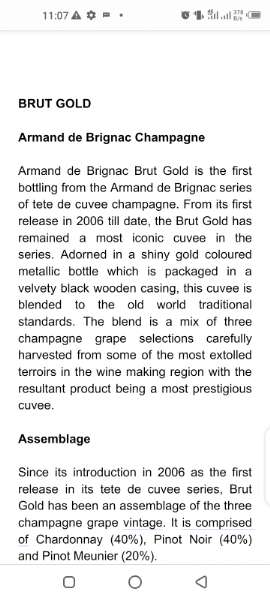 11:07
BRUT GOLD
Armand de Brignac Champagne
Armand de Brignac Brut Gold is the first
bottling from the Armand de Brignac series
of tete de cuvee champagne. From its first
release in 2006 till date, the Brut Gold has
remained a most iconic cuvee in the
series. Adorned in a shiny gold coloured
metallic bottle which is packaged in a
velvety black wooden casing, this cuvee is
blended to the old world traditional
standards. The blend is a mix of three
champagne grape selections carefully
harvested from some of the most extolled
terroirs in the wine making region with the
resultant product being a most prestigious
cuvee.
Assemblage
Since its introduction in 2006 as the first
release in its tete de cuvee series, Brut
Gold has been an assemblage of the three
champagne grape vintage. It is comprised
of Chardonnay (40%), Pinot Noir (40%)
and Pinot Meunier (20%).